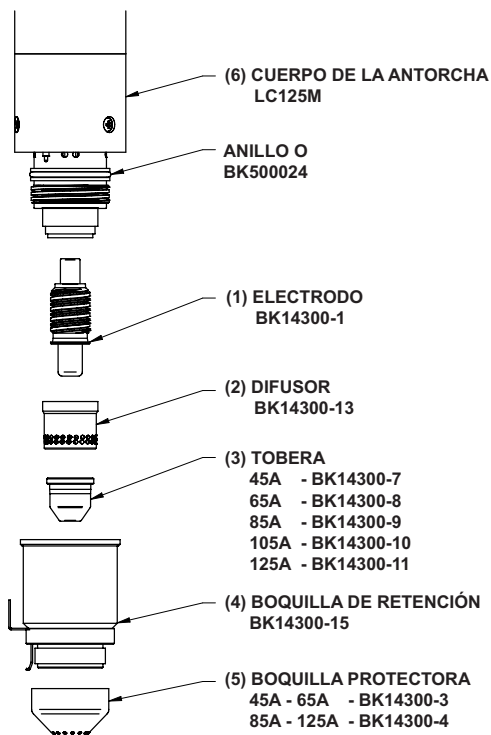 (6) CUERPO DE LA ANTORCHA
LC125M
ANILLO O
BK500024
(1) ELECTRODO
BK14300-1
(2) DIFUSOR
BK14300-13
(3) TOBERA
45A - BK14300-7
65A - BK14300-8
85A - BK14300-9
105A - BK14300-10
125A - BK14300-11
(4) BOQUILLA DE RETENCIÓN
BK14300-15
(5) BOQUILLA PROTECTORA
45A - 65A - BK14300-3
85A - 125A - BK14300-4